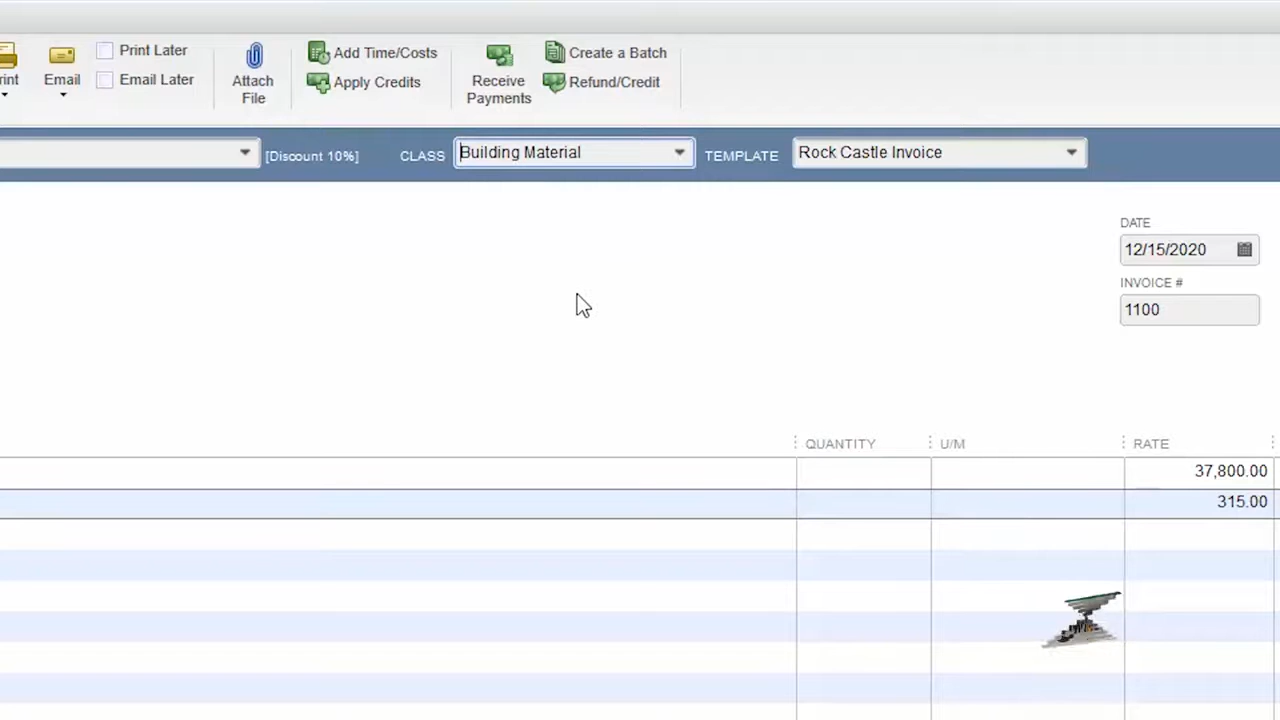 Print Later
Add Time/Costs
Create a Batch
rint
Email
Email Later
Attach
File
Apply Credits
Receive
Payments
Refund/Credit
[Discount 10%]
CLASS
Building Material
TEMPLATE
Rock Castle Invoice
DATE
12/15/2020
INVOICE #
1100
QUANTITY
U/M
RATE
37,800.00
315.00